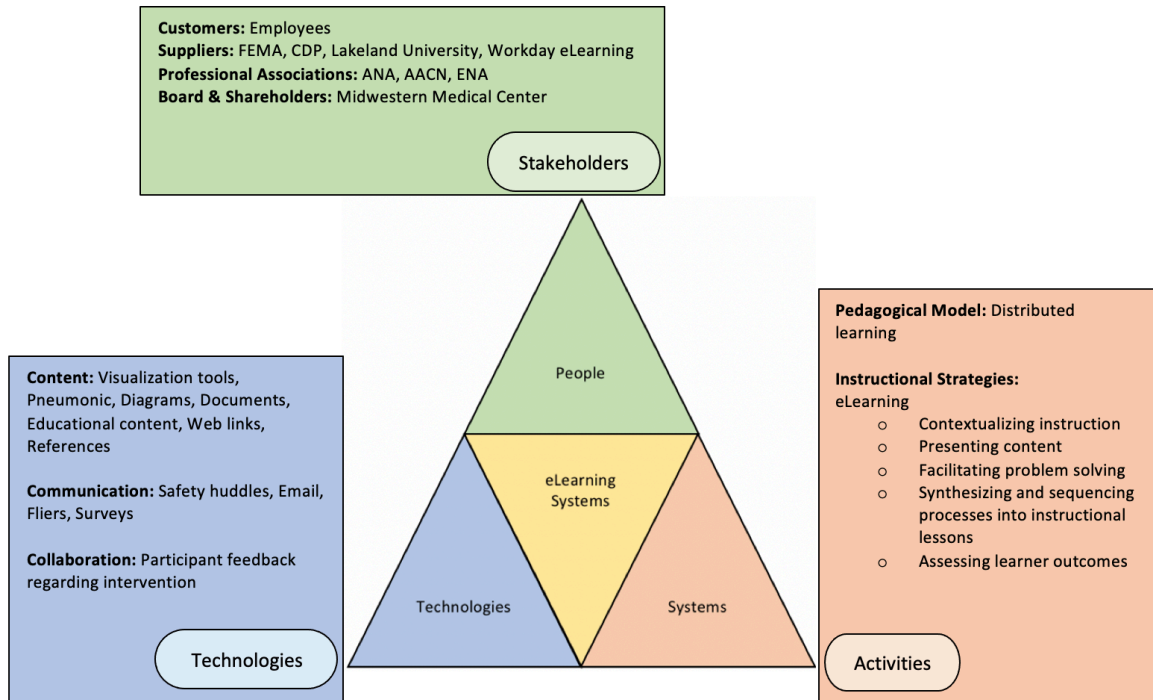 Customers: Employees
Suppliers: FEMA, CDP, Lakeland University, Workday eLearning
Professional Associations: ANA, AACN, ENA
Board & Shareholders: Midwestern Medical Center
Stakeholders
People
eLearning
Systems
Technologies
Systems
Content: Visualization tools,
Pneumonic, Diagrams, Documents,
Educational content, Web links,
References
Communication: Safety huddles, Email,
Fliers, Surveys
Collaboration: Participant feedback
regarding intervention
Technologies
Pedagogical Model: Distributed
learning
Instructional Strategies:
eLearning
o Contextualizing instruction
o Presenting content
o Facilitating problem solving
o Synthesizing and sequencing
processes into instructional
lessons
o Assessing learner outcomes
Activities